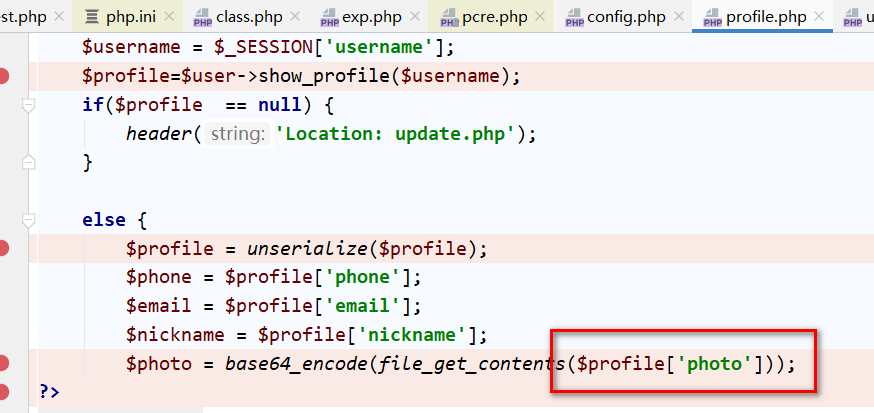 est.php × php.ini × class.php × exp.php × pcre.php × config.php × profile.php ×
$username = $_SESSION['username'];
$profile=$user->show_profile($username);
if($profile  == null) {
header( string: 'Location: update.php');
}
else {
$profile = unserialize($profile);
$phone = $profile['phone'];
$email = $profile['email'];
$nickname = $profile['nickname'];
$photo = base64_encode(file_get_contents($profile['photo']));
?>